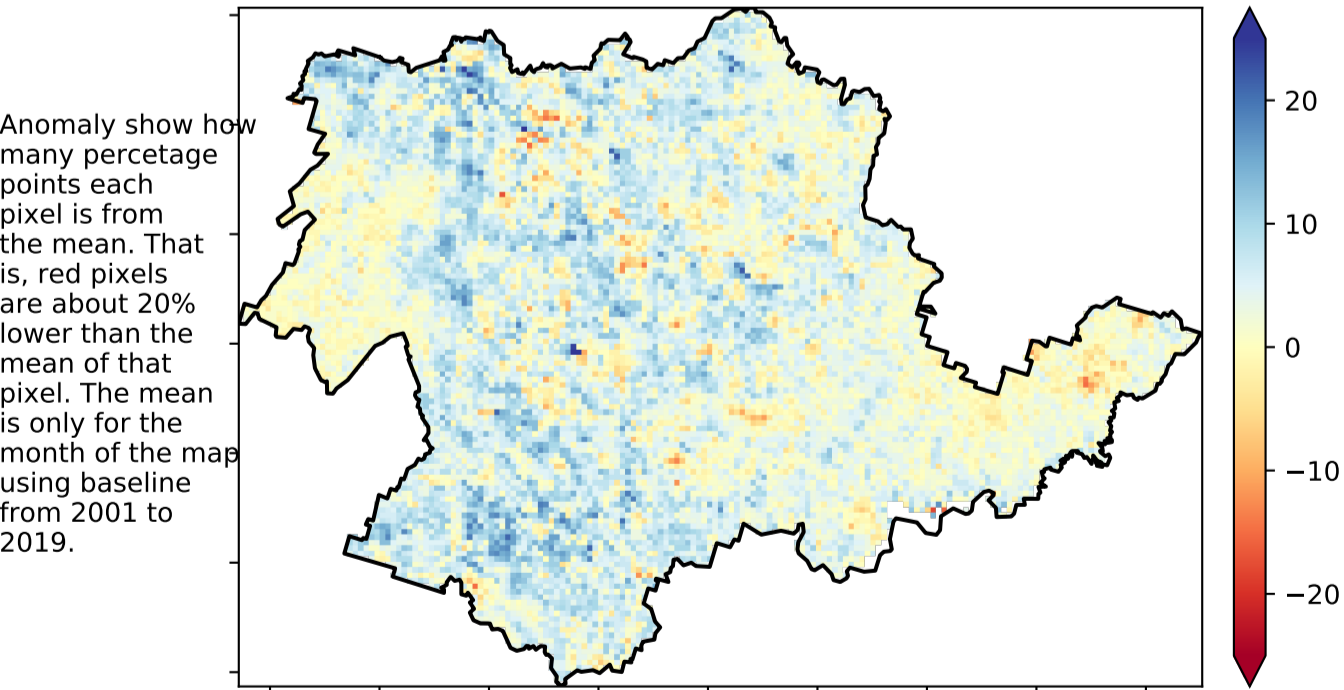 Anomaly show how
many percetage
points each
pixel is from
the mean. That
is, red pixels
are about 20%
lower than the
mean of that
pixel. The mean
is only for the
month of the map
using baseline
from 2001 to
2019.
20
10
0
−10
−20